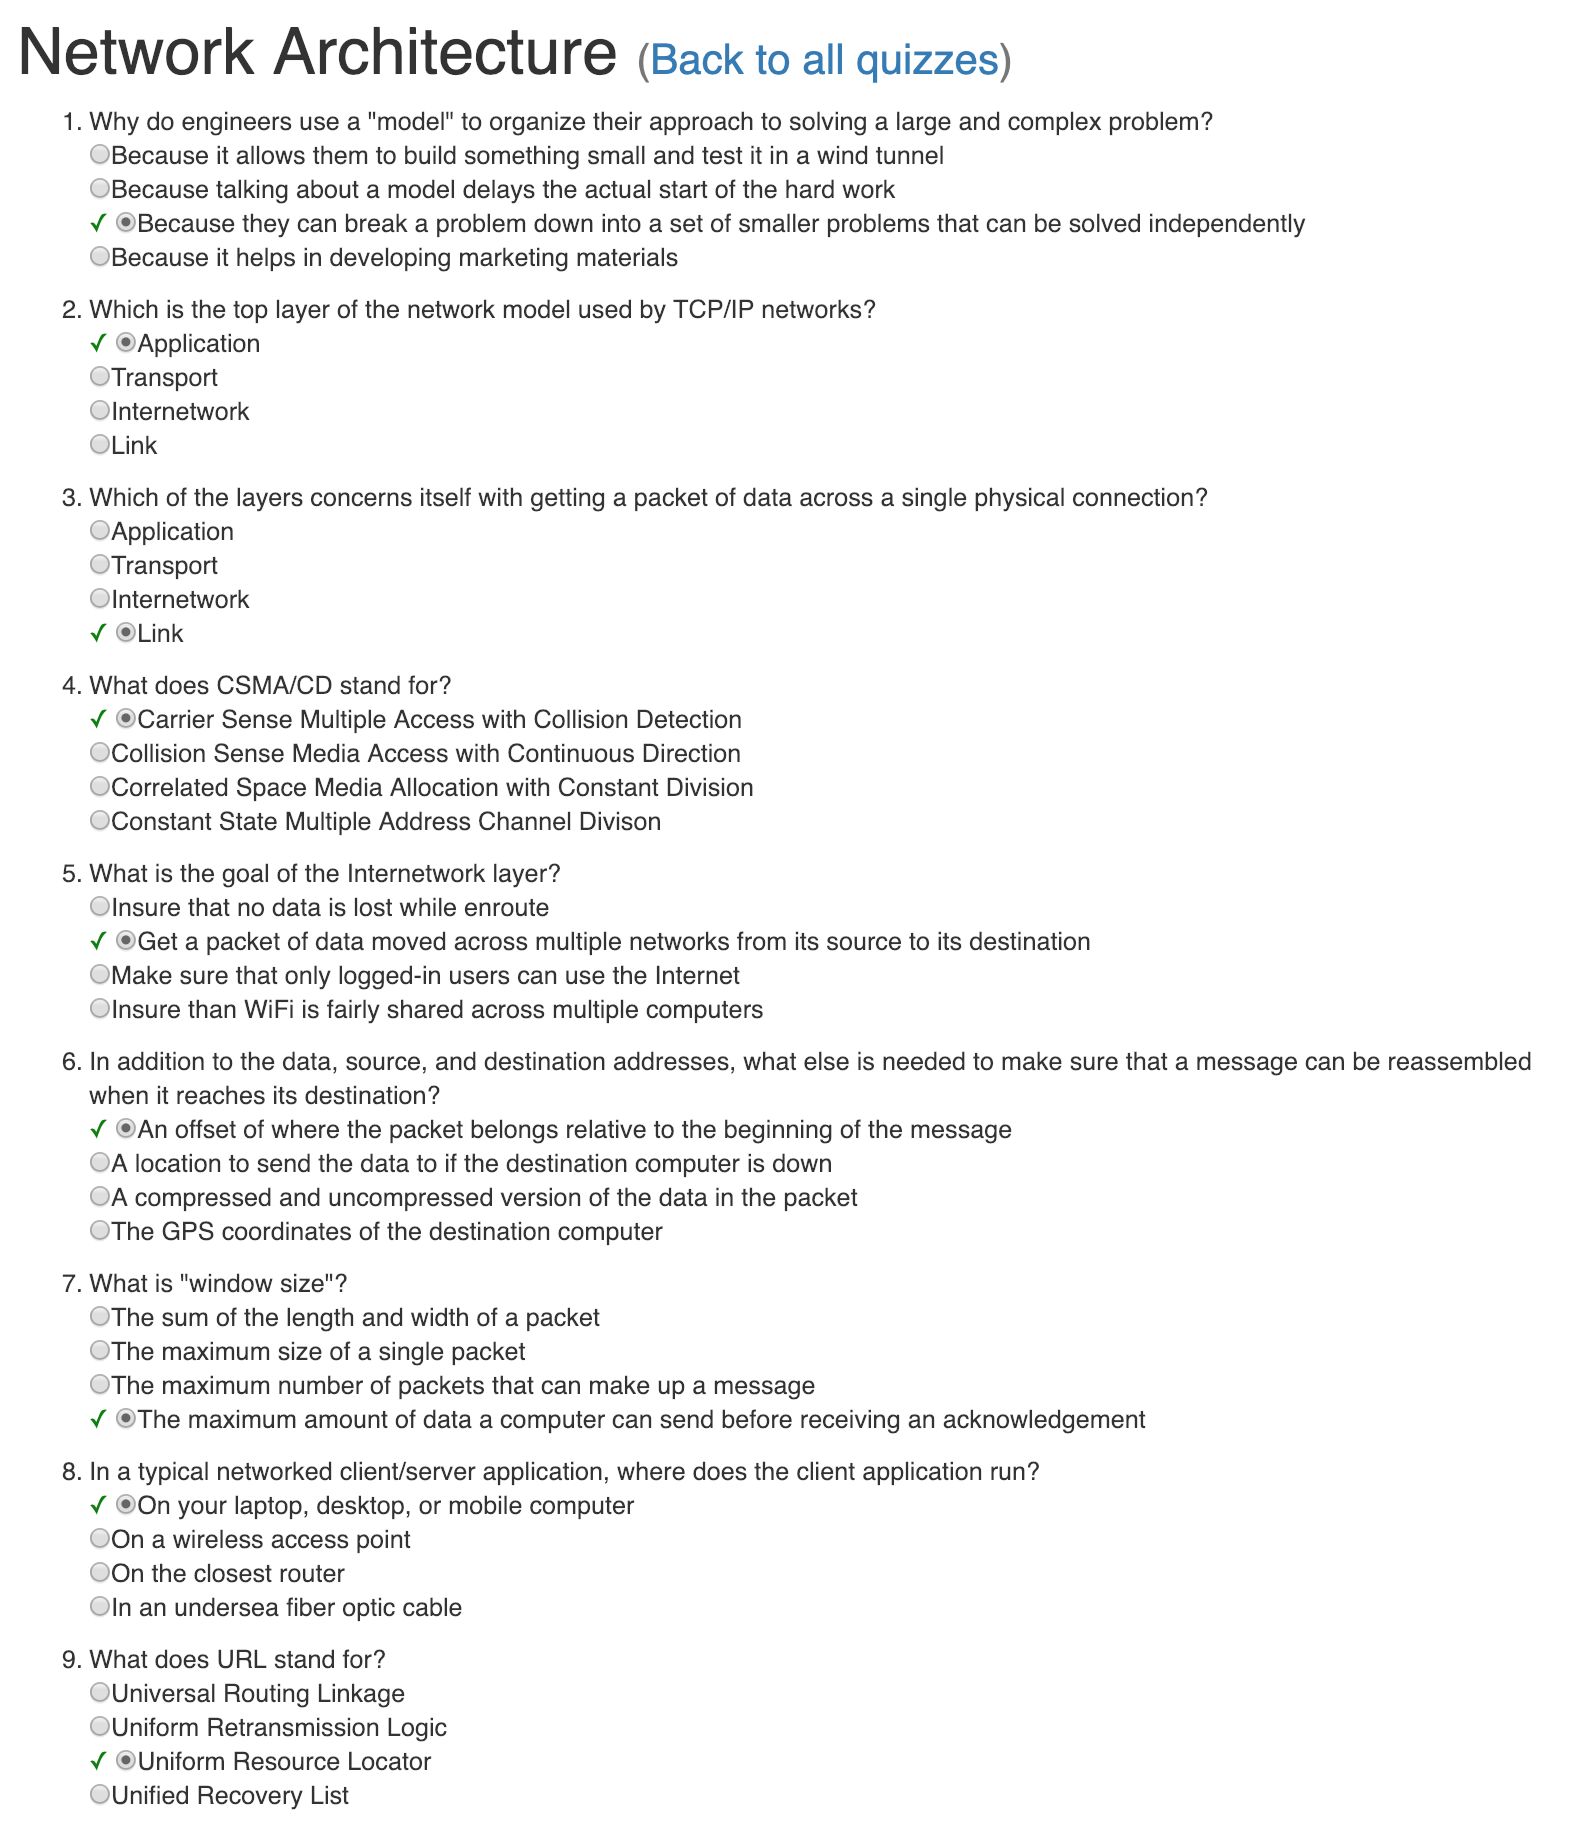 Network Architecture (Back to all quizzes)
1. Why do engineers use a "model" to organize their approach to solving a large and complex problem?
Because it allows them to build something small and test it in a wind tunnel
Because talking about a model delays the actual start of the hard work
✓ Because they can break a problem down into a set of smaller problems that can be solved independently
Because it helps in developing marketing materials
2. Which is the top layer of the network model used by TCP/IP networks?
✓ Application
Transport
Internetwork
Link
3. Which of the layers concerns itself with getting a packet of data across a single physical connection?
Application
Transport
Internetwork
✓ Link
4. What does CSMA/CD stand for?
✓ Carrier Sense Multiple Access with Collision Detection
Collision Sense Media Access with Continuous Direction
Correlated Space Media Allocation with Constant Division
Constant State Multiple Address Channel Divison
5. What is the goal of the Internetwork layer?
Insure that no data is lost while enroute
✓ Get a packet of data moved across multiple networks from its source to its destination
Make sure that only logged-in users can use the Internet
Insure than WiFi is fairly shared across multiple computers
6. In addition to the data, source, and destination addresses, what else is needed to make sure that a message can be reassembled
when it reaches its destination?
✓ An offset of where the packet belongs relative to the beginning of the message
A location to send the data to if the destination computer is down
A compressed and uncompressed version of the data in the packet
The GPS coordinates of the destination computer
7. What is "window size"?
The sum of the length and width of a packet
The maximum size of a single packet
The maximum number of packets that can make up a message
✓ The maximum amount of data a computer can send before receiving an acknowledgement
8. In a typical networked client/server application, where does the client application run?
✓ On your laptop, desktop, or mobile computer
On a wireless access point
On the closest router
In an undersea fiber optic cable
9. What does URL stand for?
Universal Routing Linkage
Uniform Retransmission Logic
✓ Uniform Resource Locator
Unified Recovery List